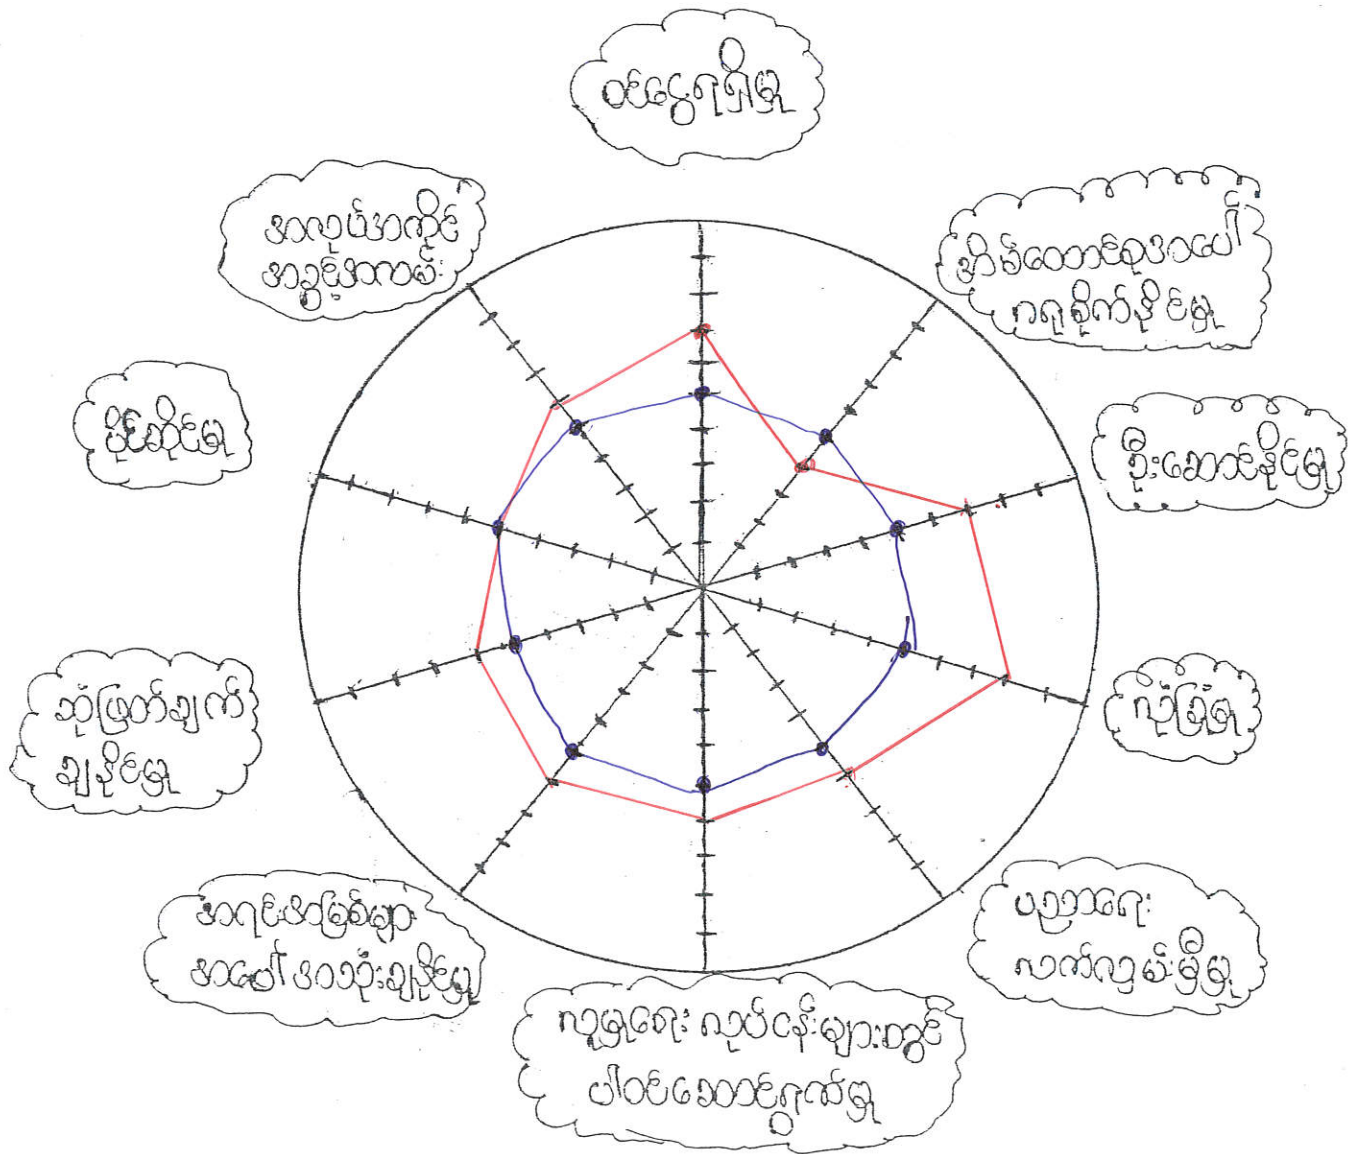 ဝင်ငွေရရှိမှု
အိမ်ထောင်စုအပေါ်
ဂရုစိုက်နိုင်မှု
ဦးဆောင်နိုင်မှု
လုံခြုံမှု
ပညာရေး
လက်လှမ်းမှီမှု
လူမှုရေး လုပ်ငန်းများတွင်
ပါဝင်ဆောင်ရွက်မှု
အရင်းအမြစ်များ
အပေါ် အသုံးချနိုင်မှု
ဆုံဖြတ်ချက်
ချနိုင်မှု
ပိုင်ဆိုင်မှု
အလုပ်အကိုင်
အခွင့်အလမ်း